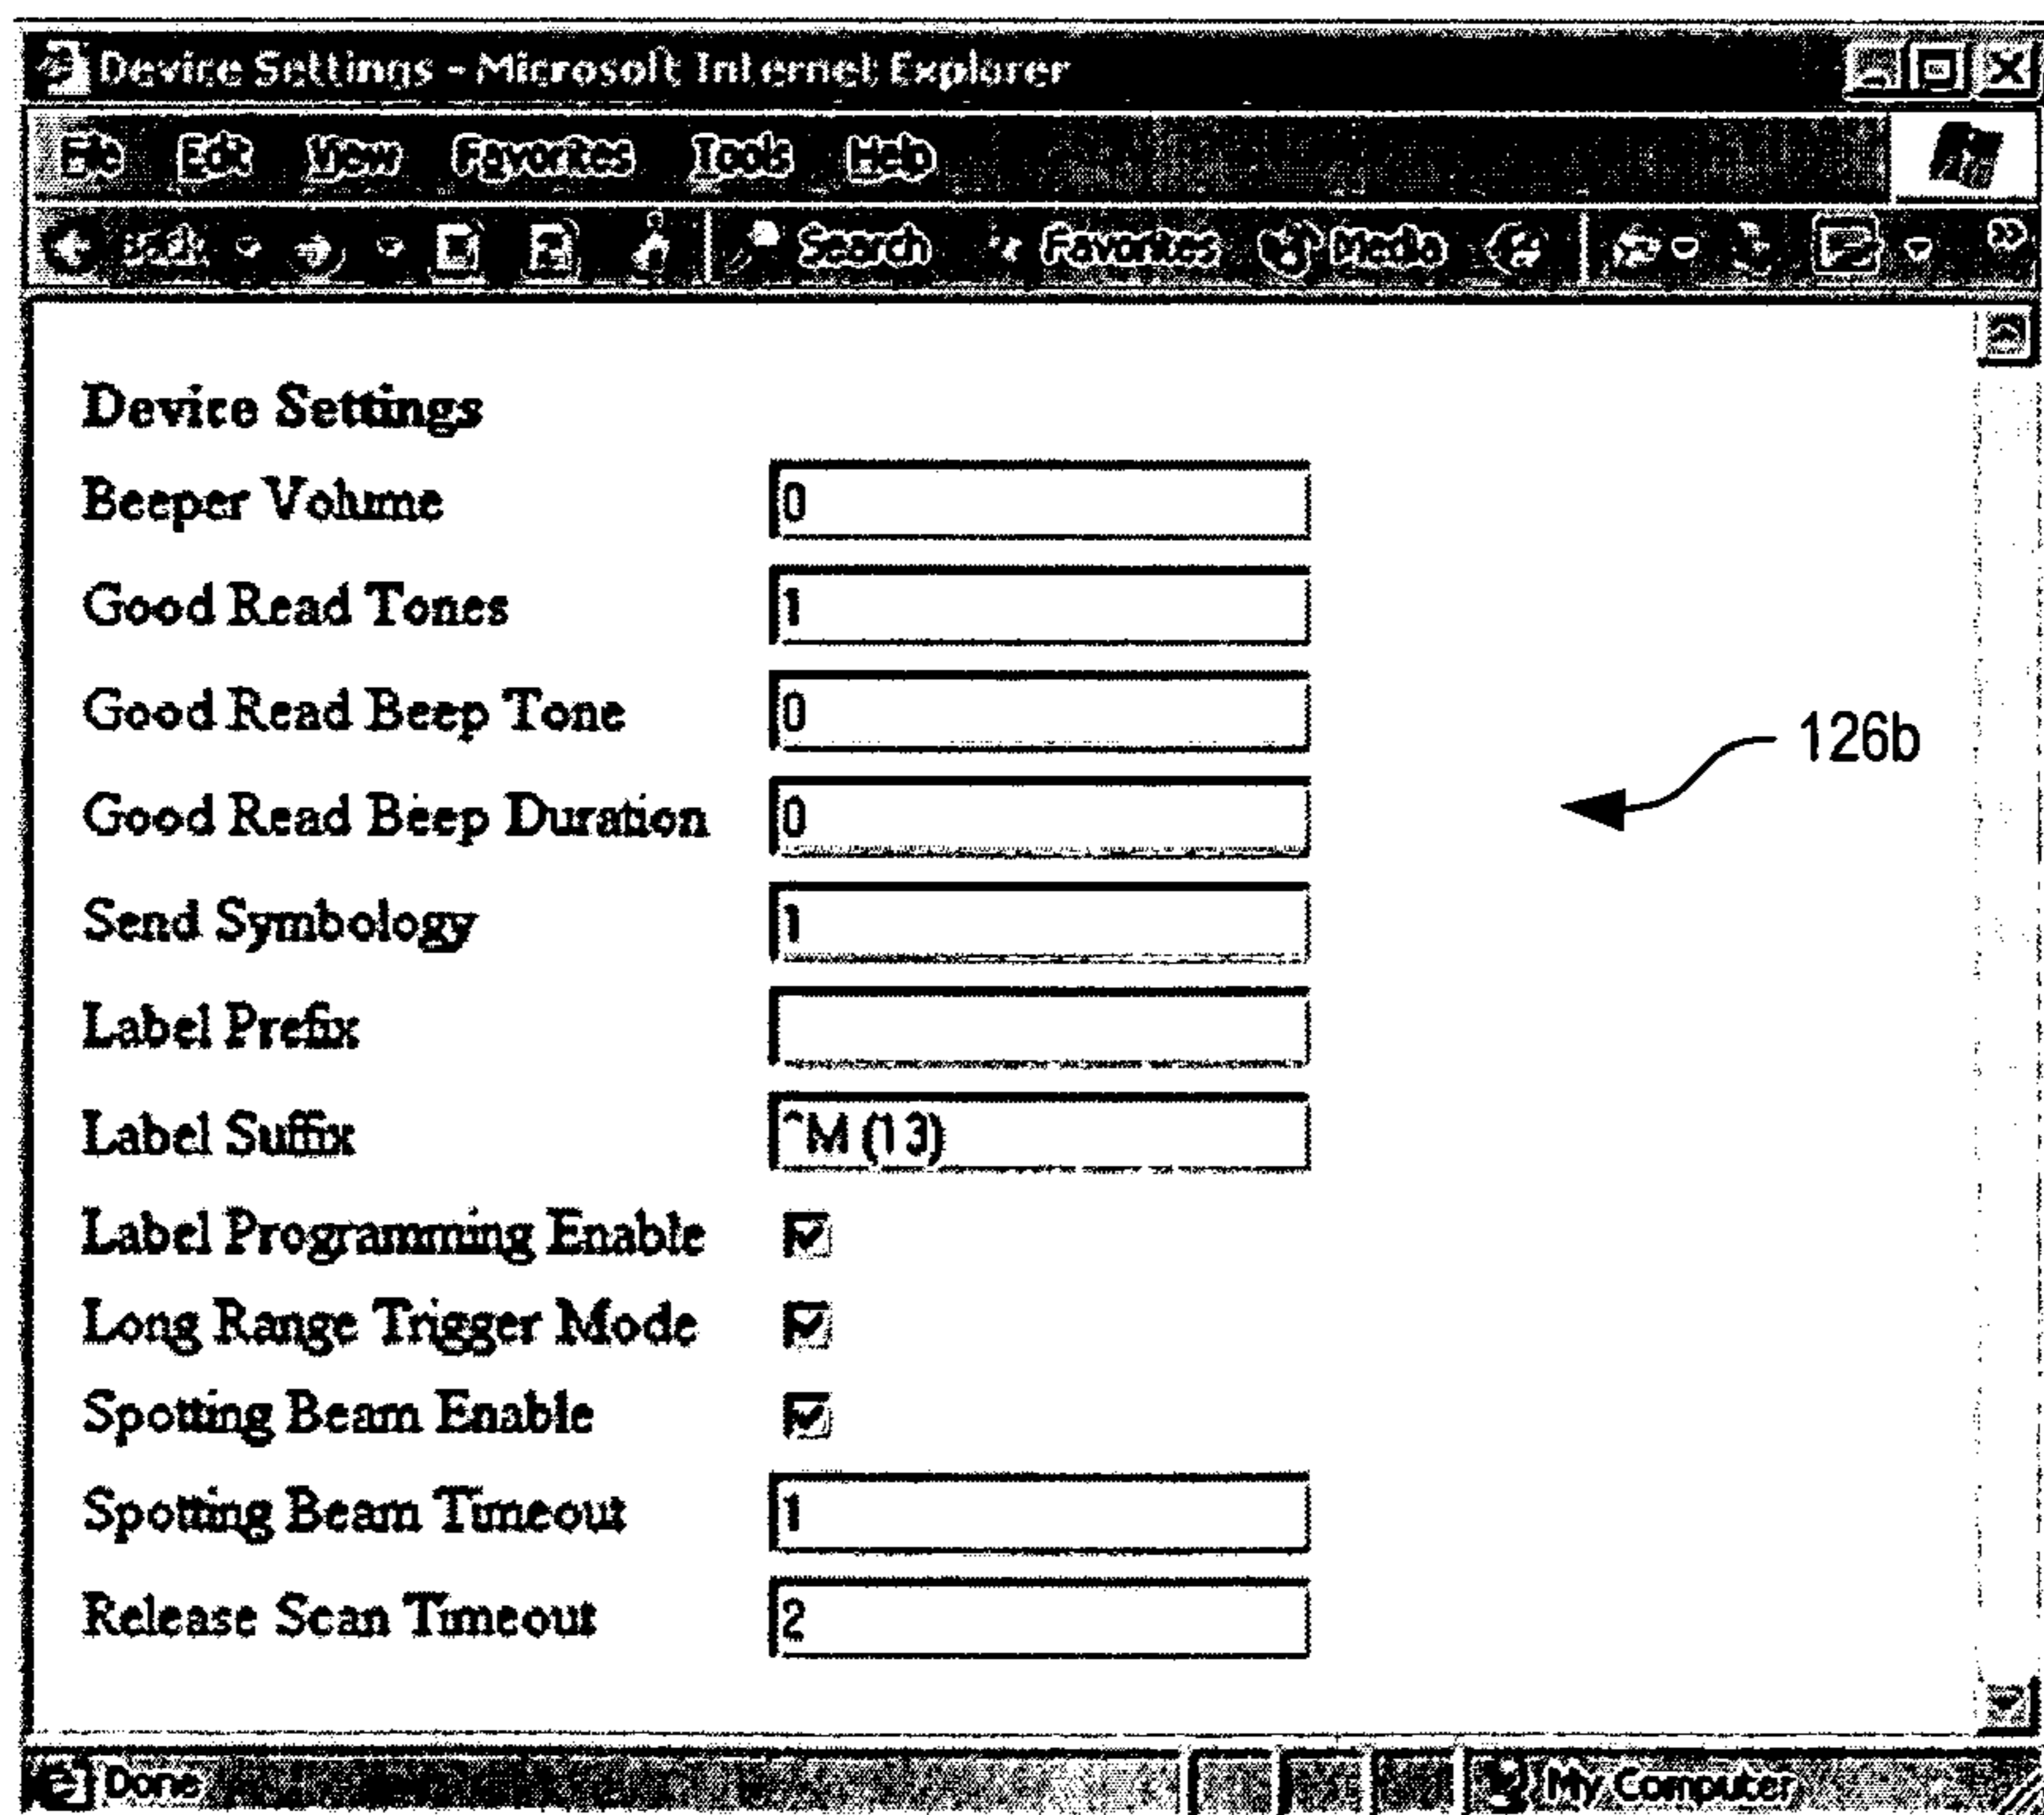 Device Settings - Microsoft Internet Explorer
File Edit View Favorites Tools Help
Back Search Favorites Media
Device Settings
Beeper Volume 0
Good Read Tones 1
Good Read Beep Tone 0
126b
Good Read Beep Duration 0
Send Symbology 1
Label Prefix
Label Suffix ^M (13)
Label Programming Enable
Long Range Trigger Mode
Spotting Beam Enable
Spotting Beam Timeout 1
Release Scan Timeout 2
Done My Computer